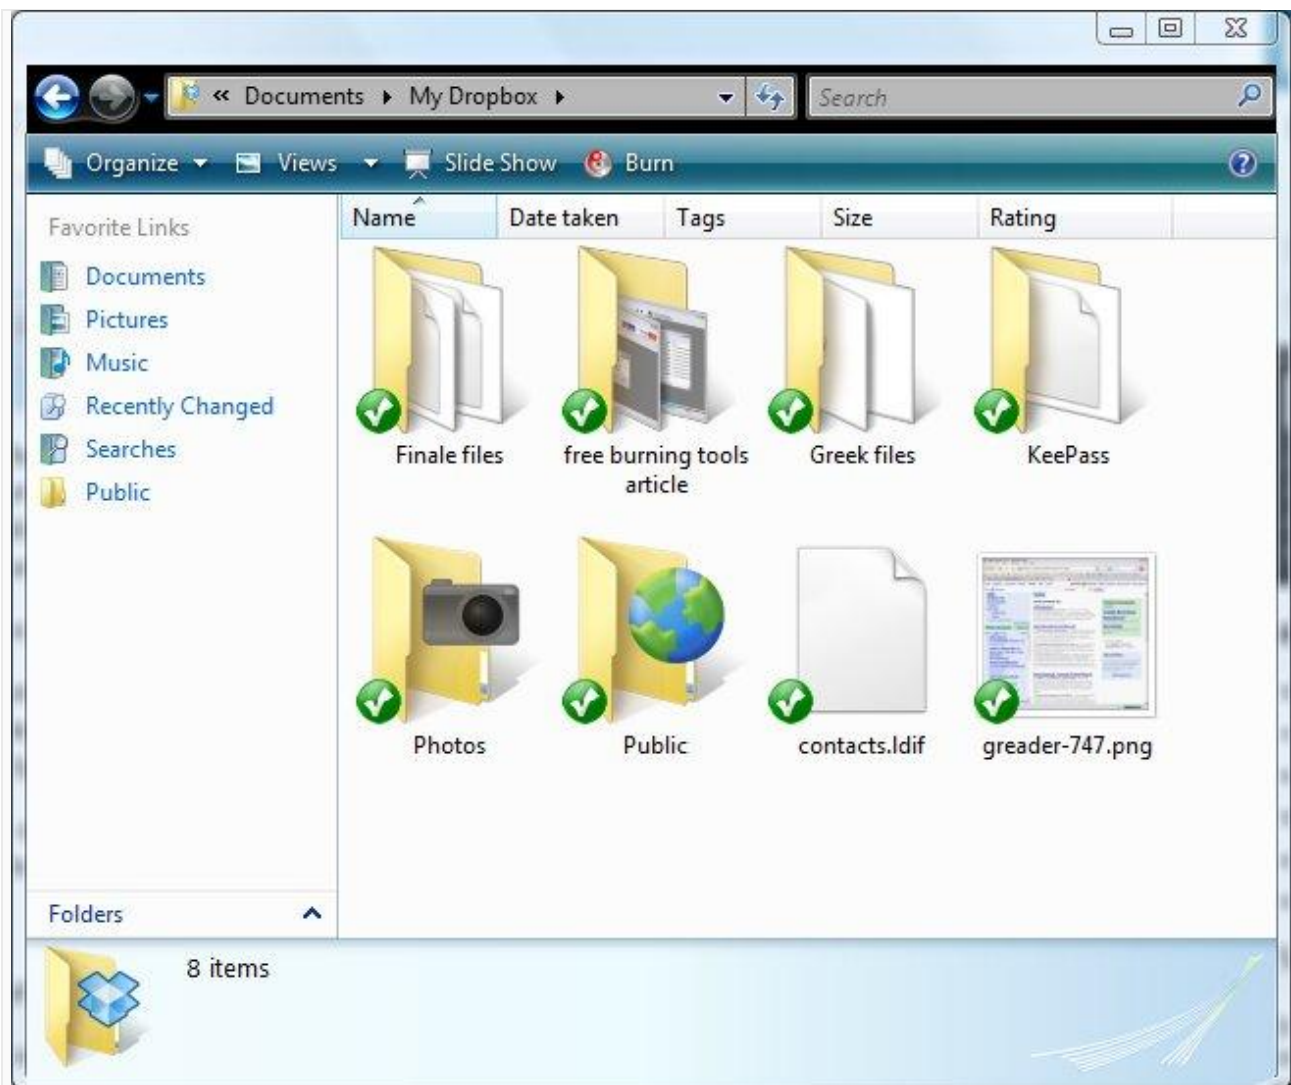 « Documents ▸ My Dropbox ▸
Search
Organize Views Slide Show Burn
Favorite Links
Documents
Pictures
Music
Recently Changed
Searches
Public
Folders
Name Date taken Tags Size Rating
Finale files
free burning tools
article
Greek files
KeePass
Photos
Public
contacts.ldif
greader-747.png
8 items